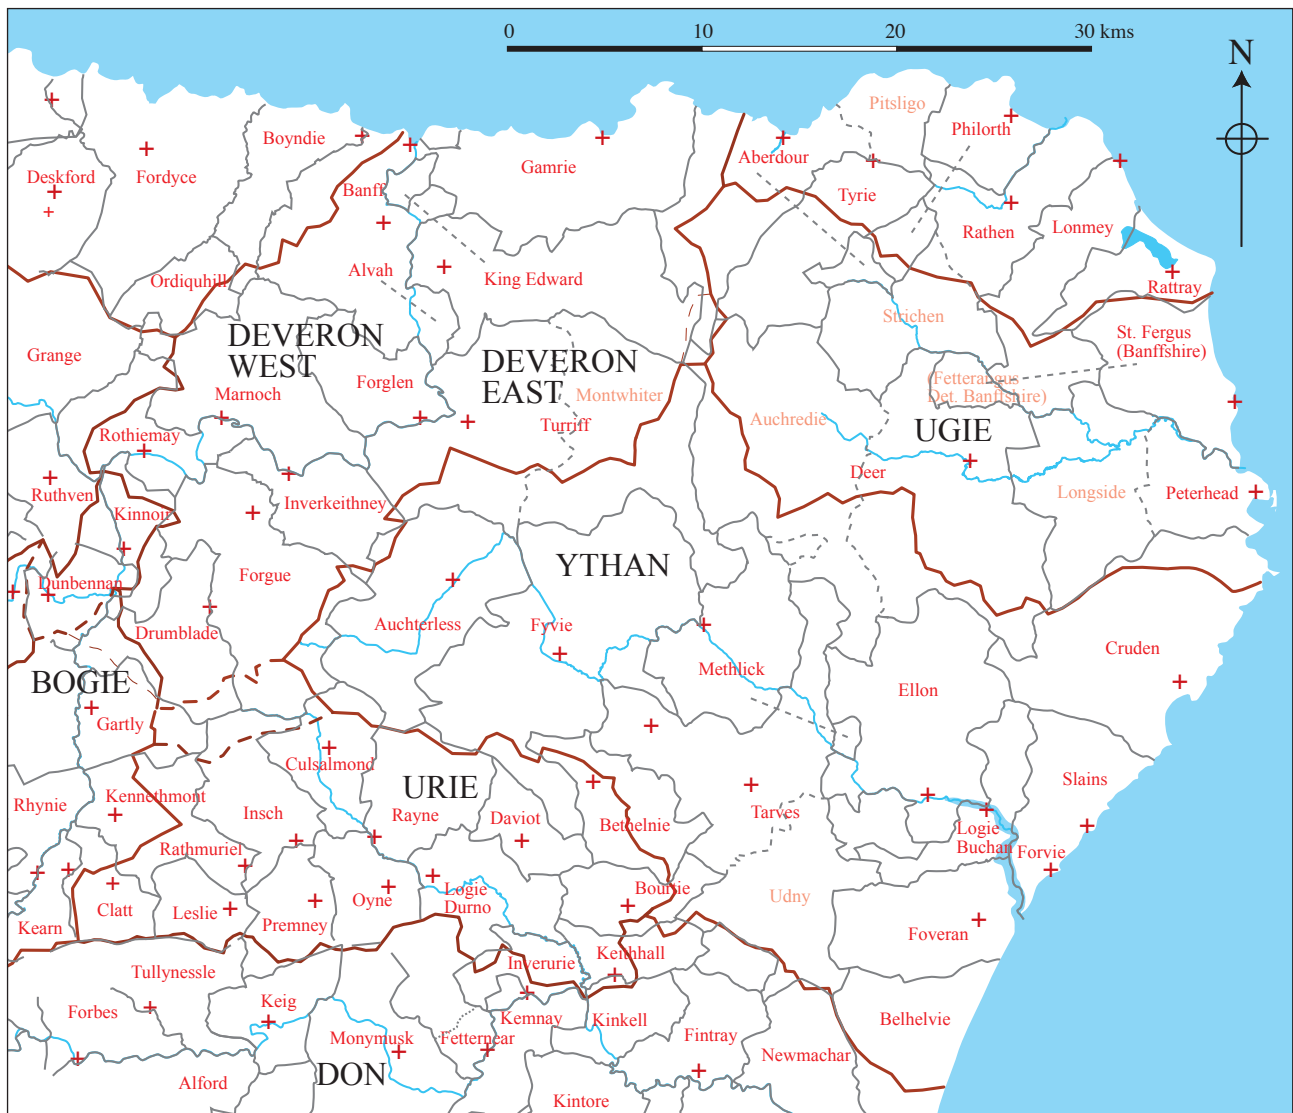 0 10 20 30 kms
N
Pitsligo
Philorth
Boyndie
Aberdour
Gamrie
Deskford
Fordyce
Banff
Tyrie
Rathen
Lonmey
Alvah
King Edward
Ordiquhill
Rattray
Strichen
DEVERON
WEST
St. Fergus
(Banffshire)
Grange
DEVERON
EAST
Forglen
Marnoch
Montwhiter
(Fetterangus
Det. Banffshire)
Auchredie
Turriff
UGIE
Rothiemay
Deer
Ruthven
Inverkeithney
Longside
Peterhead
Kinnoir
YTHAN
Dunbennan
Forgue
Drumblade
Auchterless
Fyvie
Cruden
Methlick
BOGIE
Ellon
Gartly
Culsalmond
Slains
URIE
Rhynie
Kennethmont
Insch
Rayne
Daviot
Bethelnie
Tarves
Logie
Buchan
Forvie
Rathmuriel
Bourtie
Logie
Durno
Udny
Oyne
Clatt
Leslie
Premney
Kearn
Foveran
Keithhall
Inverurie
Tullynessle
Keig
Forbes
Kemnay
Kinkell
Belhelvie
Monymusk
Fetternear
Fintray
Newmachar
DON
Alford
Kintore